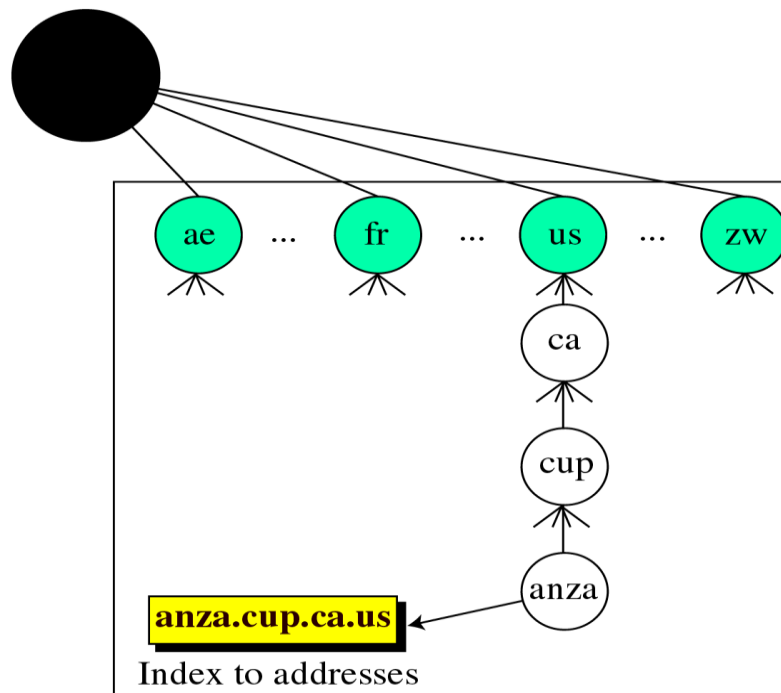 ae ... fr ... us ... zw
ca
cup
anza
anza.cup.ca.us
Index to addresses